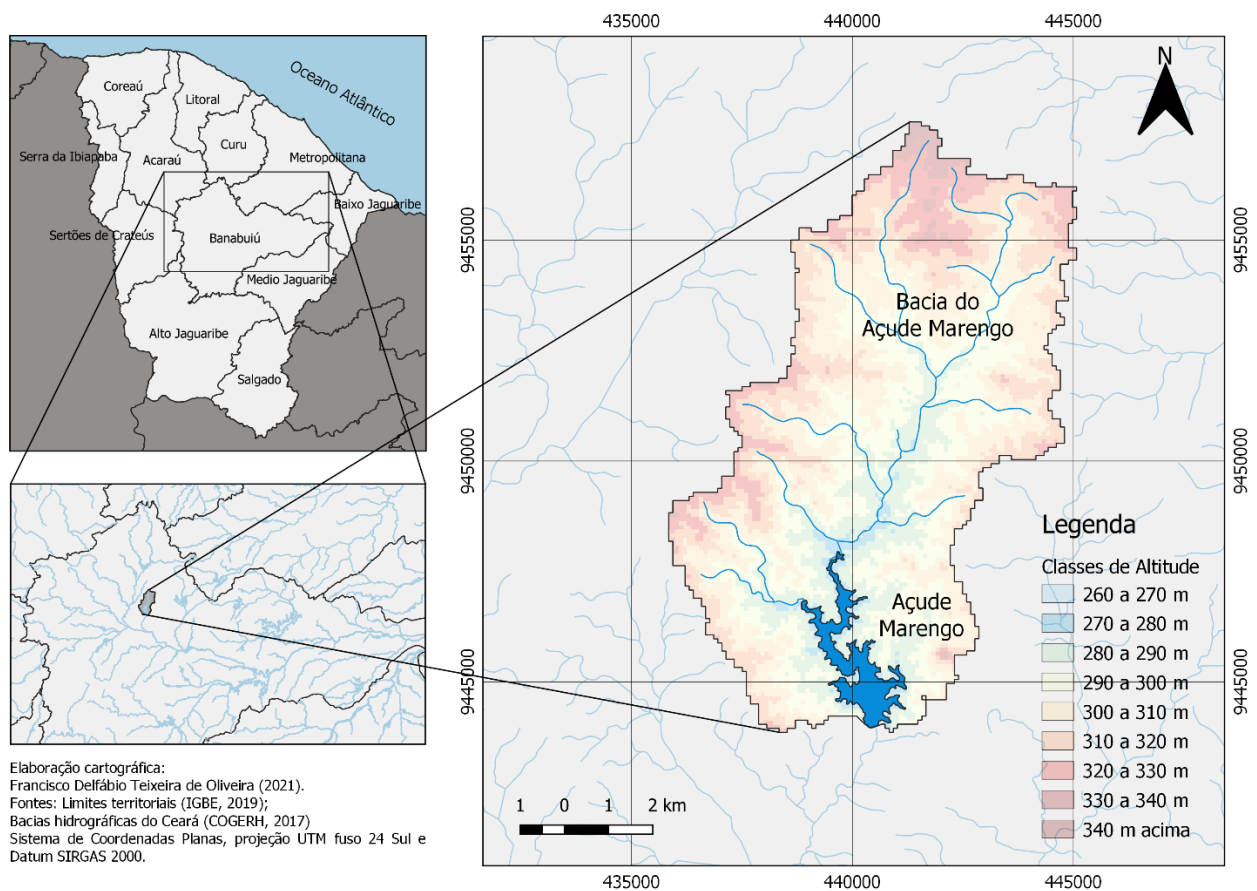 Oceano Atlântico
Coreaú
Litoral
Curu
Serra da Ibiapaba
Acaraú
Metropolitana
Baixo Jaguaribe
Sertões de Crateús
Banabuiú
Medio Jaguaribe
Alto Jaguaribe
Salgado
Elaboração cartográfica:
Francisco Delfábio Teixeira de Oliveira (2021).
Fontes: Limites territoriais (IGBE, 2019);
Bacias hidrográficas do Ceará (COGERH, 2017)
Sistema de Coordenadas Planas, projeção UTM fuso 24 Sul e
Datum SIRGAS 2000.
435000
440000
445000
N
9455000
9455000
Bacia do
Açude Marengo
9450000
9450000
Açude
Marengo
9445000
9445000
Legenda
Classes de Altitude
260 a 270 m
270 a 280 m
280 a 290 m
290 a 300 m
300 a 310 m
310 a 320 m
320 a 330 m
330 a 340 m
340 m acima
1 0 1 2 km
435000
440000
445000